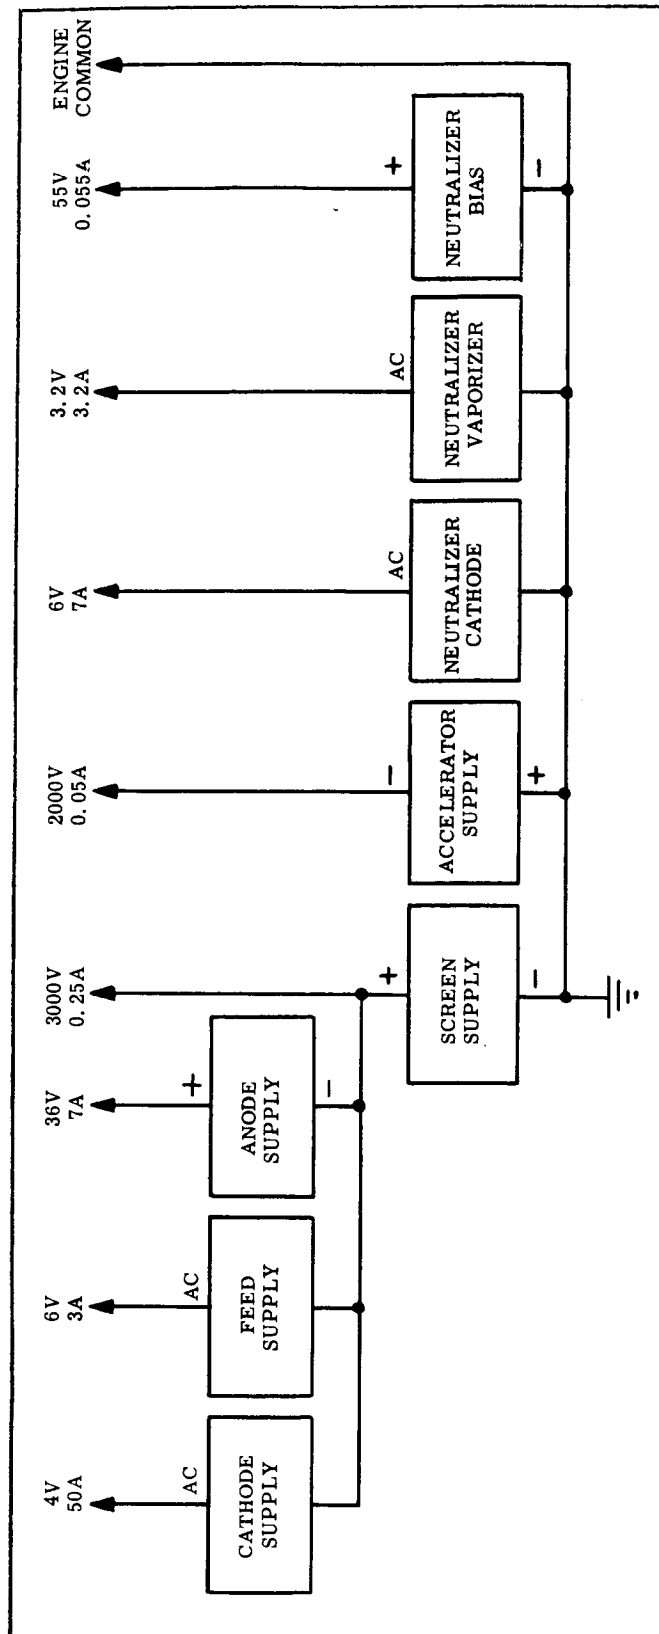 4V
50A
6V
3A
36V
7A
3000V
0.25A
2000V
0.05A
6V
7A
3.2V
3.2A
55V
0.055A
ENGINE
COMMON
AC
CATHODE
SUPPLY
AC
FEED
SUPPLY
+
ANODE
SUPPLY
−
+
SCREEN
SUPPLY
−
−
ACCELERATOR
SUPPLY
+
AC
NEUTRALIZER
CATHODE
AC
NEUTRALIZER
VAPORIZER
+
NEUTRALIZER
BIAS
−